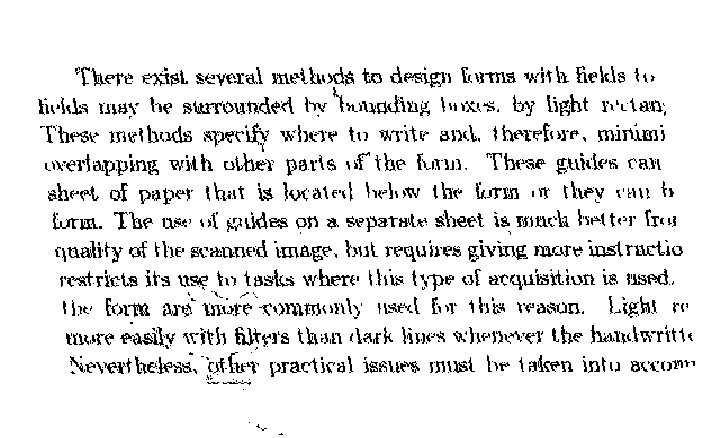 There exist several methods to design forms with fields to
fields may be surrounded by bounding boxes, by light rectan
These methods specify where to write and, therefore, minimi
overlapping with other parts of the form. These guides can
sheet of paper that is located below the form or they can b
form. The use of guides on a separate sheet is much better fro
quality of the scanned image, but requires giving more instructio
restricts its use to tasks where this type of acquisition is used.
the form are more commonly used for this reason. Light re
more easily with filters than dark lines whenever the handwritte
Nevertheless, other practical issues must be taken into accoun